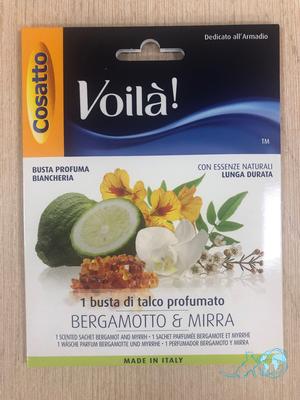 Dedicato all'Armadio
Cosatto
Voilà!
TM
BUSTA PROFUMA
BIANCHERIA
CON ESSENZE NATURALI
LUNGA DURATA
1 busta di talco profumato
BERGAMOTTO & MIRRA
1 SCENTED SACHET BERGAMOT AND MYRRH - 1 SACHET PARFUMÉE BERGAMOTE ET MYRRHE
1 WÄSCHE PARFUM BERGAMOTTE UND MYRRHE - 1 PERFUMADOR BERGAMOTO Y MIRRA
MADE IN ITALY